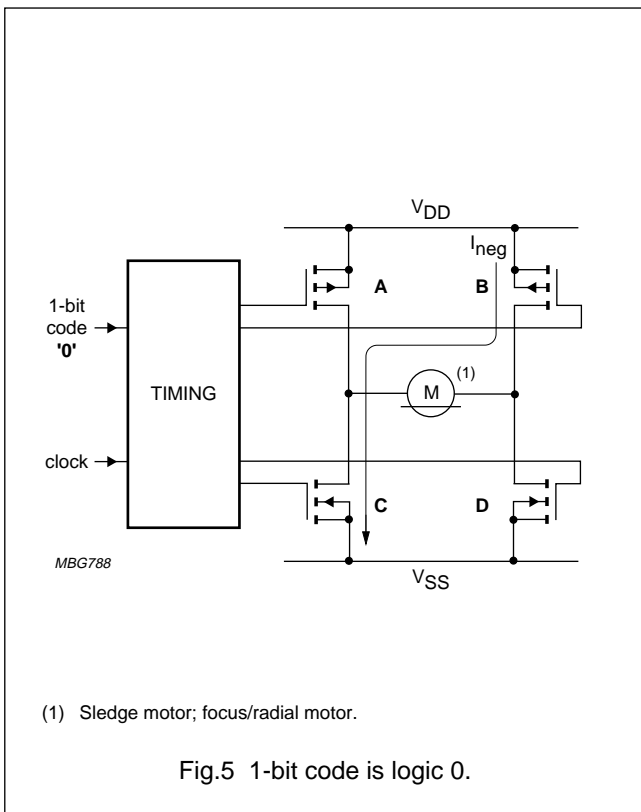 V_DD
I_neg
A
B
1-bit
code
'0'
(1)
M
TIMING
clock
C
D
MBG788
V_SS
(1) Sledge motor; focus/radial motor.
Fig.5 1-bit code is logic 0.